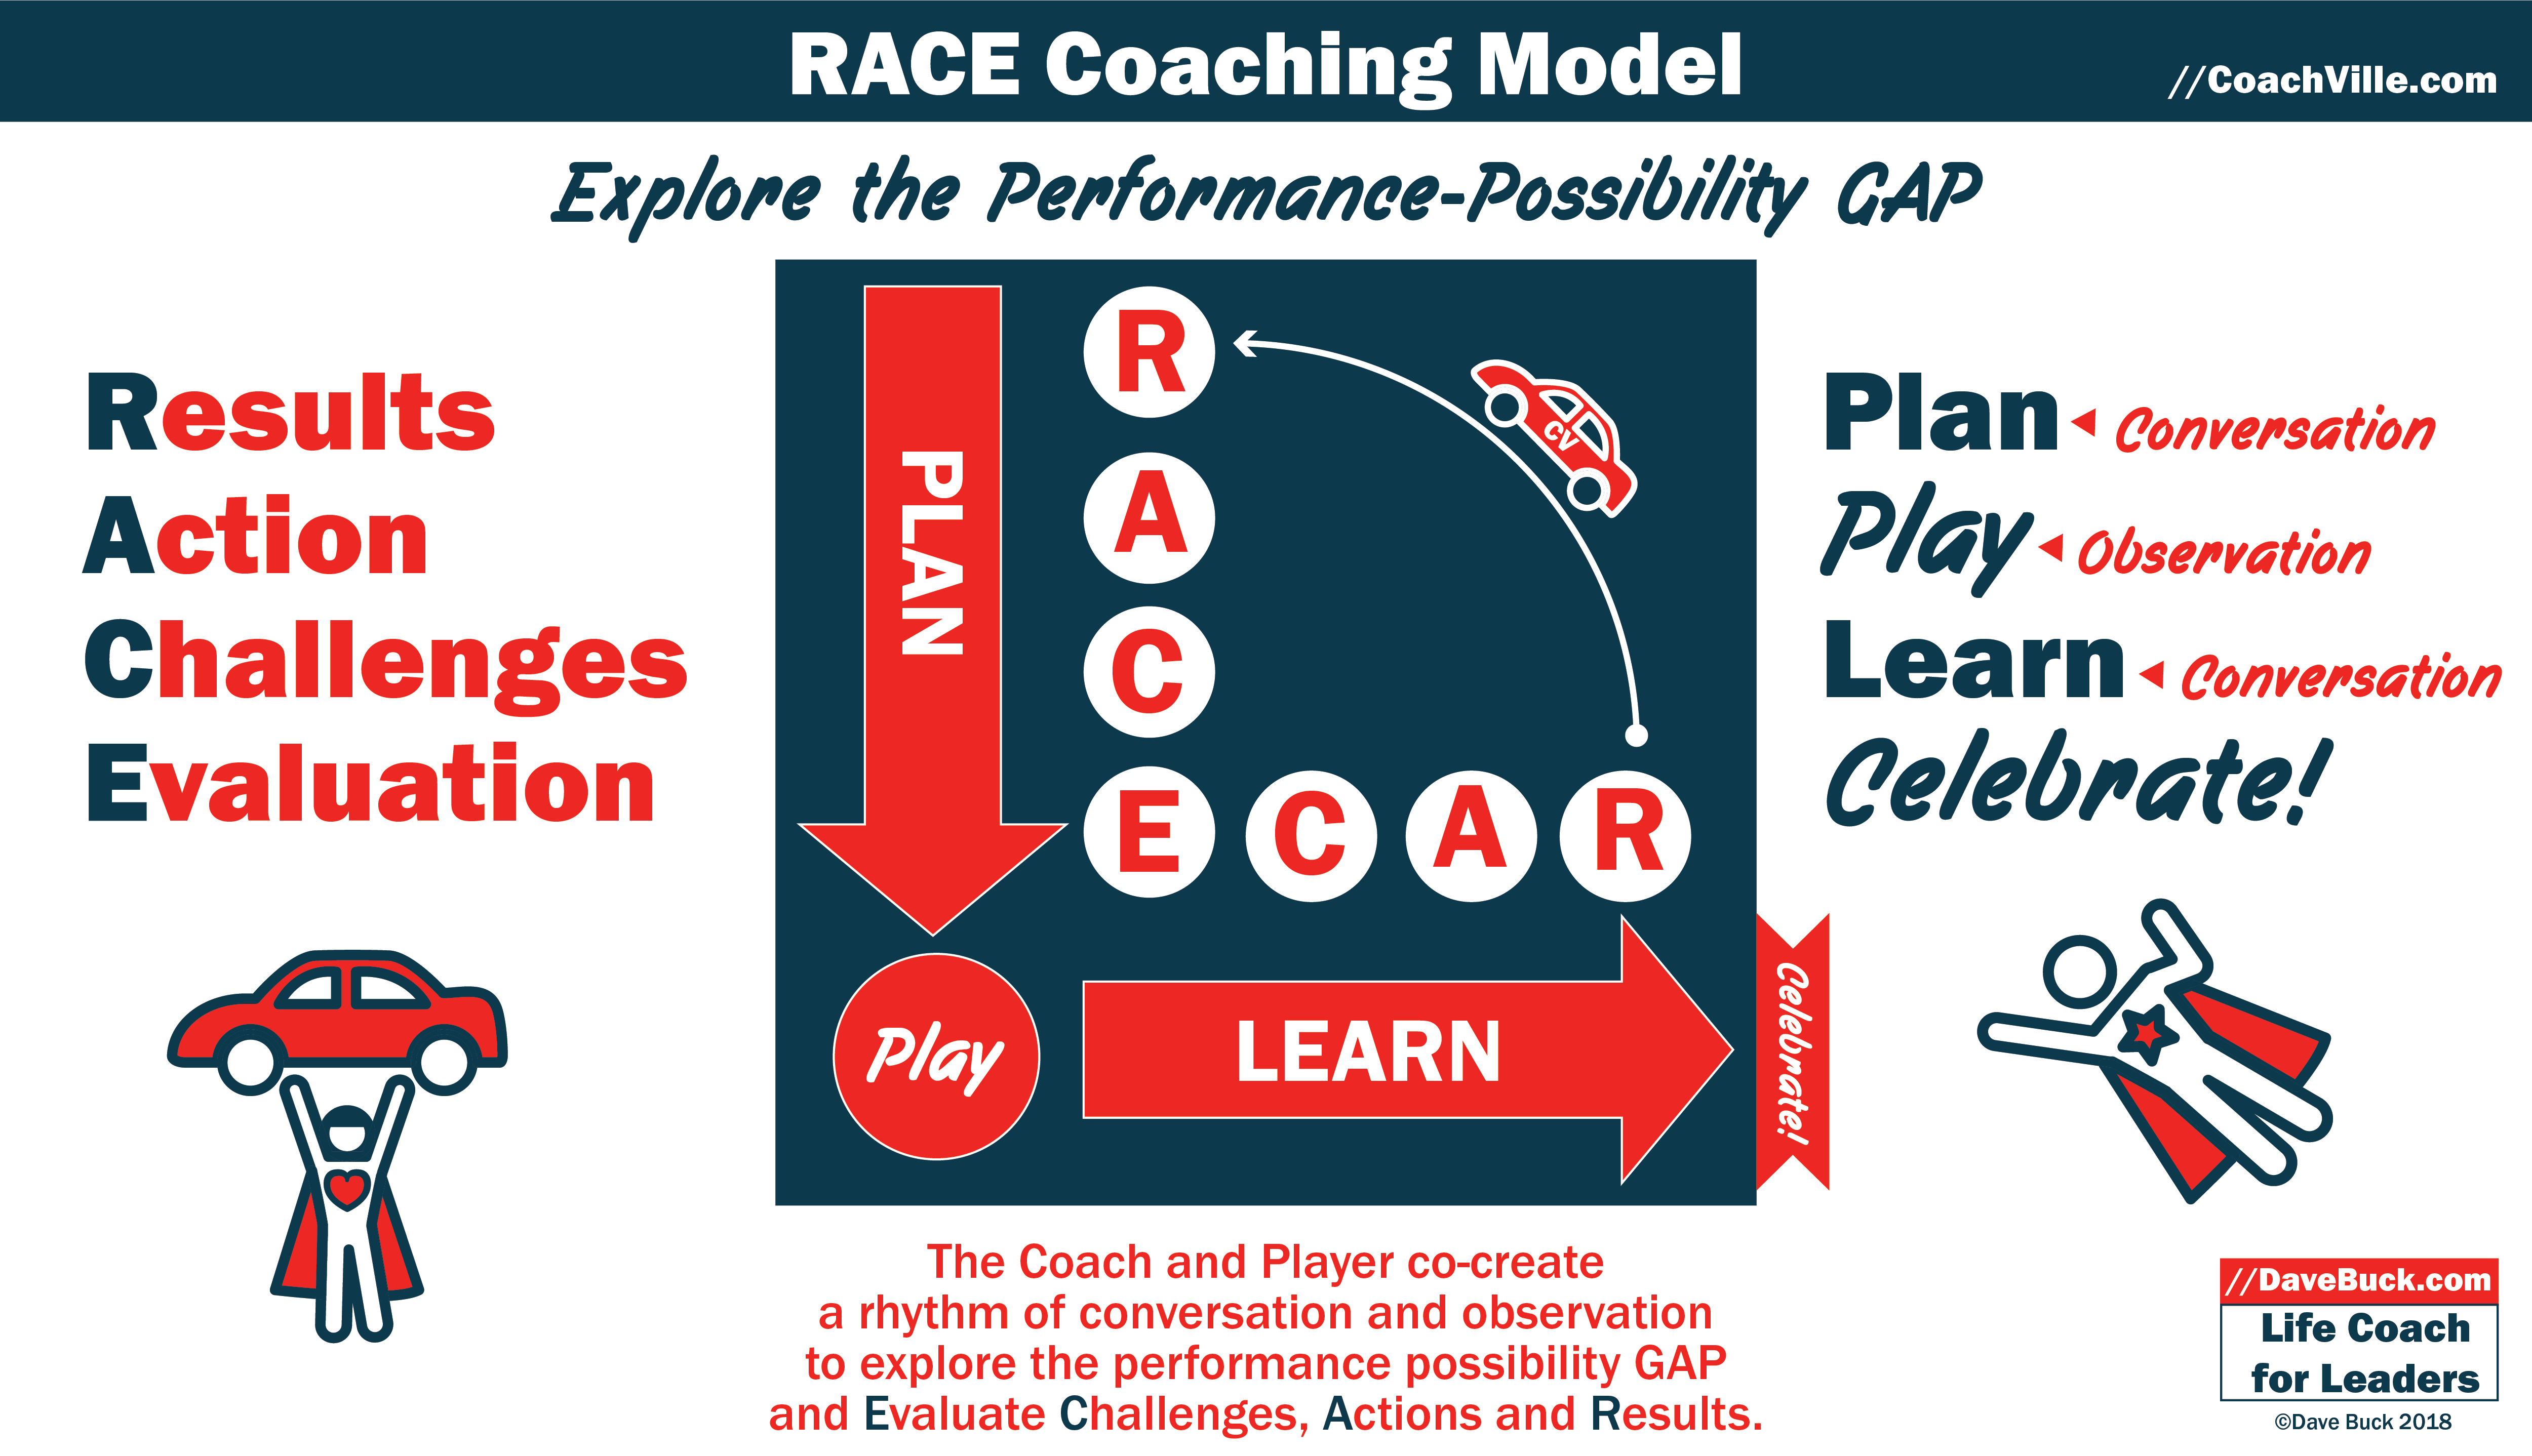 RACE Coaching Model
//CoachVille.com
Explore the Performance-Possibility GAP
Results
Action
Challenges
Evaluation
PLAN
R
A
C
E C A R
CV
Play
LEARN
Celebrate!
Plan Conversation
Play Observation
Learn Conversation
Celebrate!
The Coach and Player co-create
a rhythm of conversation and observation
to explore the performance possibility GAP
and Evaluate Challenges, Actions and Results.
//DaveBuck.com
Life Coach
for Leaders
©Dave Buck 2018